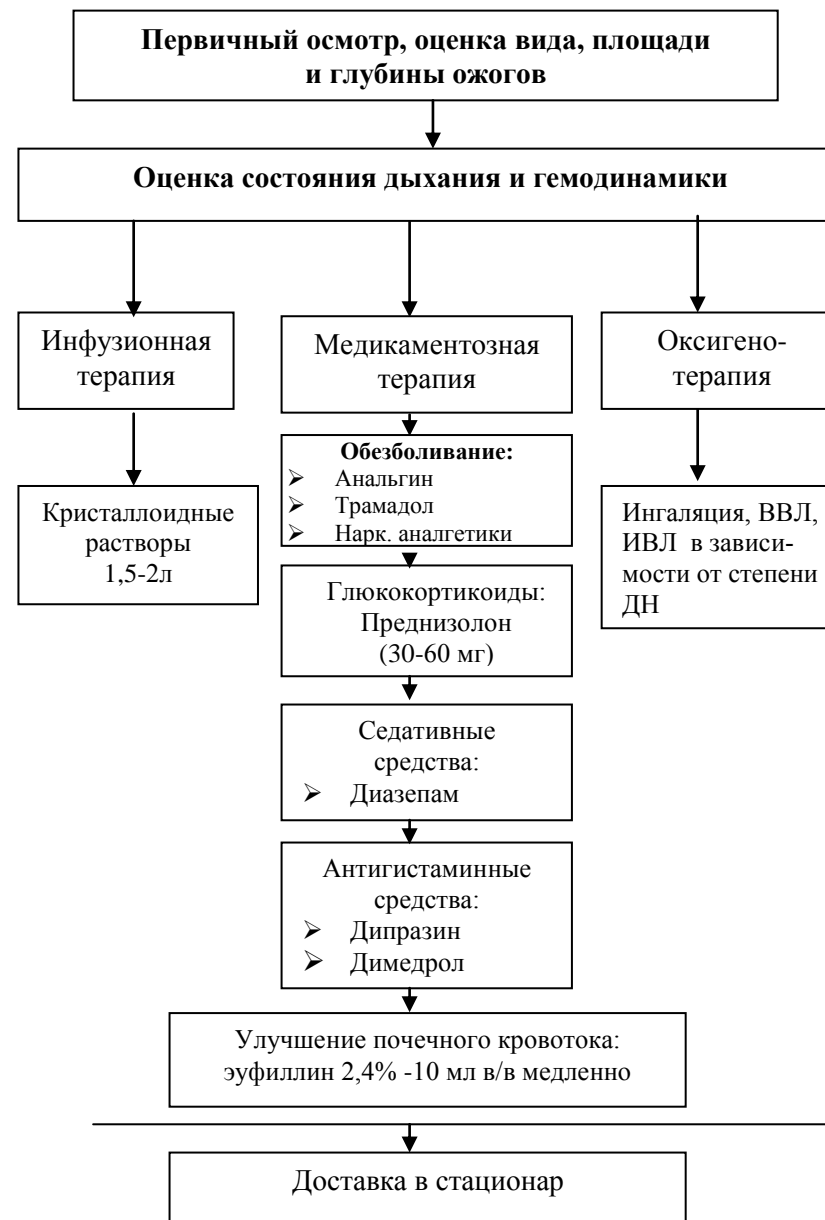 Первичный осмотр, оценка вида, площади
и глубины ожогов
Оценка состояния дыхания и гемодинамики
Инфузионная
терапия
Кристаллоидные
растворы
1,5-2л
Медикаментозная
терапия
Обезболивание:
➢ Анальгин
➢ Трамадол
➢ Нарк. аналгетики
Глюкокортикоиды:
Преднизолон
(30-60 мг)
Седативные
средства:
➢ Диазепам
Антигистаминные
средства:
➢ Дипразин
➢ Димедрол
Улучшение почечного кровотока:
эуфиллин 2,4% -10 мл в/в медленно
Оксигено-
терапия
Ингаляция, ВВЛ,
ИВЛ в зависи-
мости от степени
ДН
Доставка в стационар